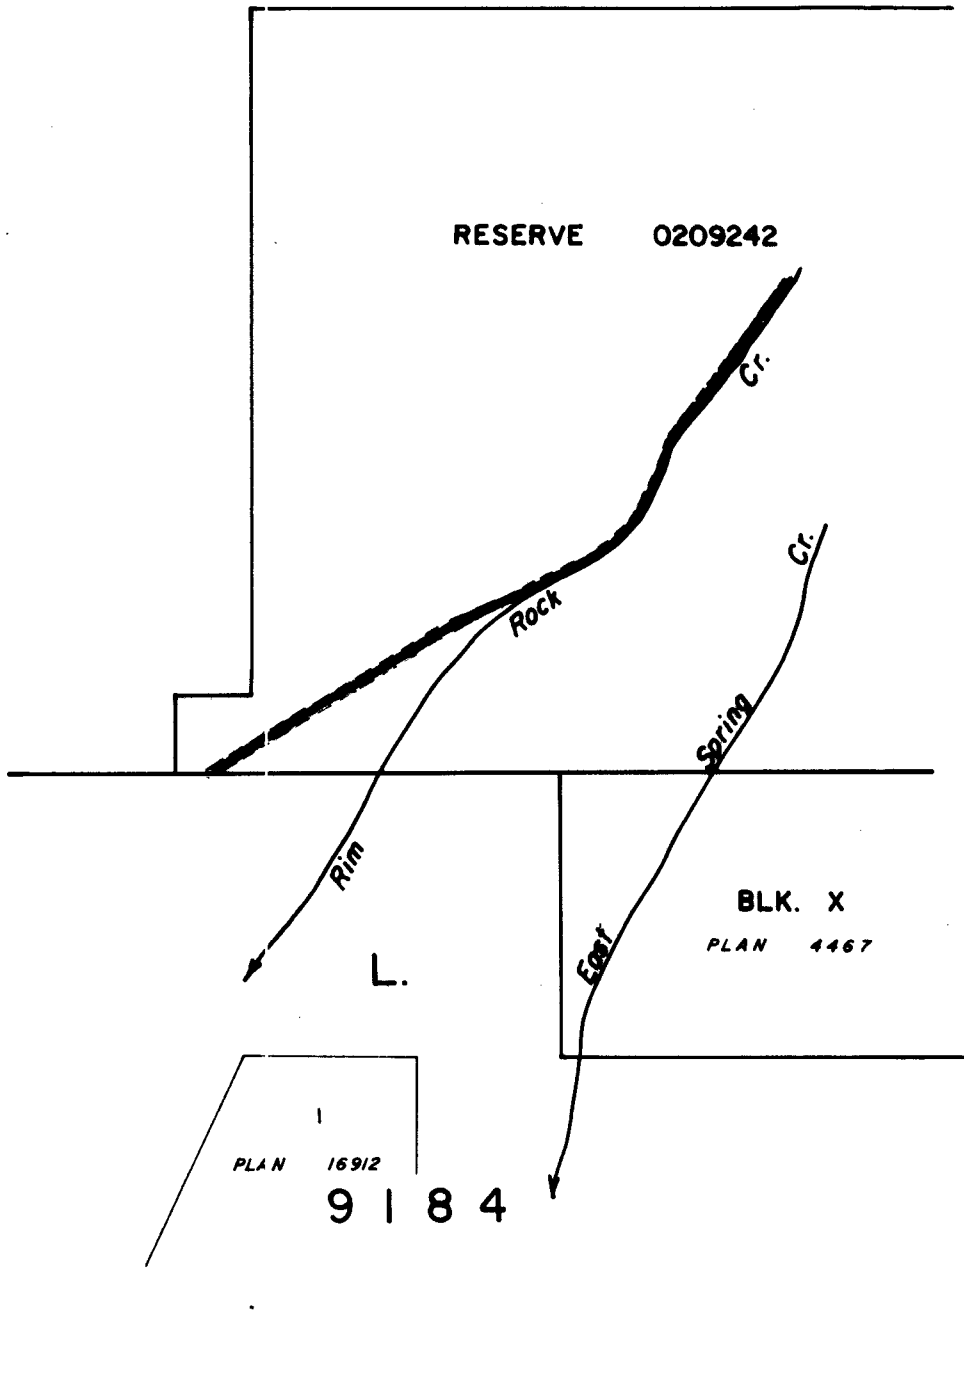 RESERVE 0209242
Rim Rock Cr.
East Spring Cr.
BLK. X
PLAN 4467
L. 9184
1
PLAN 16912